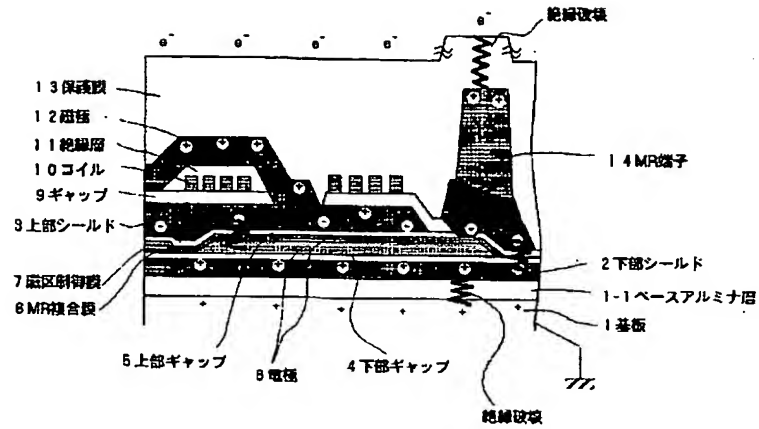 絶縁破壊
e⁻
e⁻ e⁻ e⁻ e⁻
13保護膜
12磁極
11絶縁層
10コイル
9ギャップ
3上部シールド
7磁区制御膜
6MR複合膜
14MR端子
2下部シールド
1-1ベースアルミナ層
1基板
5上部ギャップ
8電極
4下部ギャップ
絶縁破壊